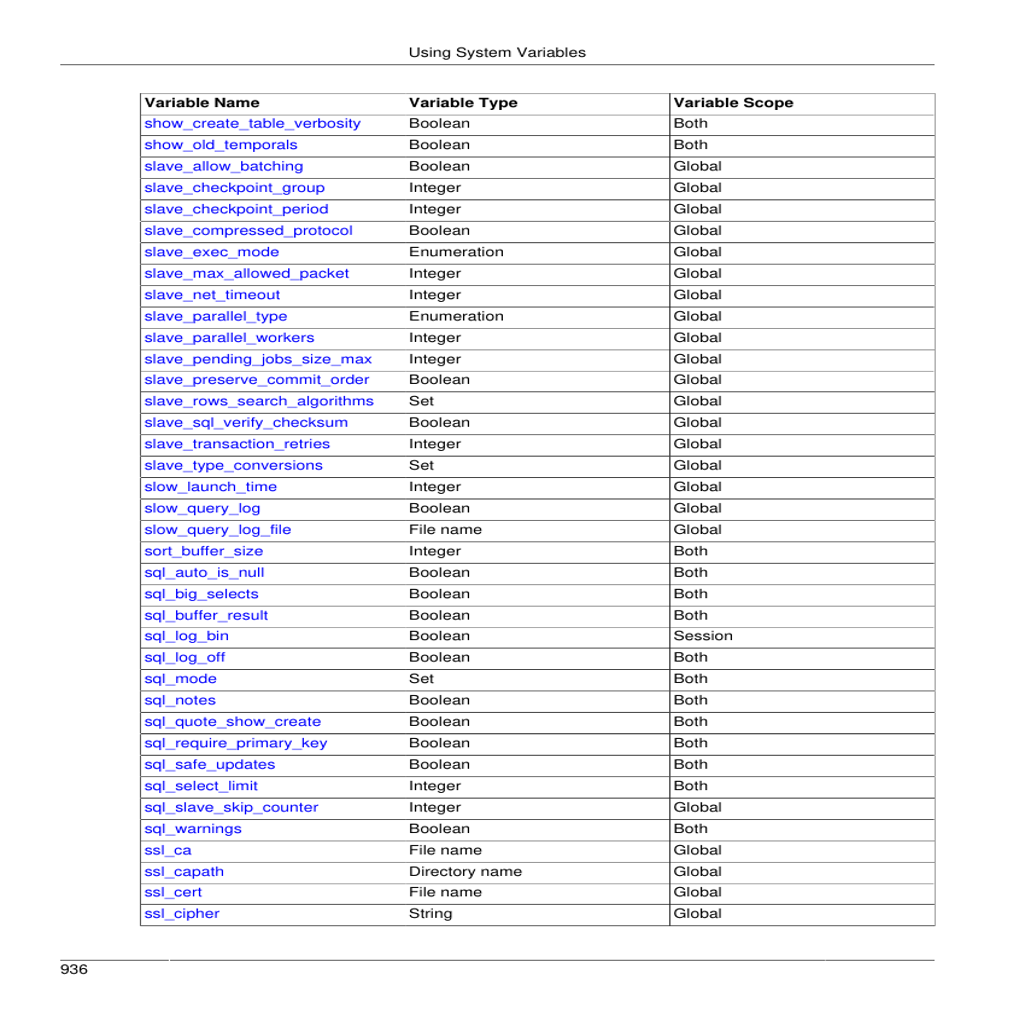 Using System Variables
Variable Name Variable Type Variable Scope
show_create_table_verbosity Boolean Both
show_old_temporals Boolean Both
slave_allow_batching Boolean Global
slave_checkpoint_group Integer Global
slave_checkpoint_period Integer Global
slave_compressed_protocol Boolean Global
slave_exec_mode Enumeration Global
slave_max_allowed_packet Integer Global
slave_net_timeout Integer Global
slave_parallel_type Enumeration Global
slave_parallel_workers Integer Global
slave_pending_jobs_size_max Integer Global
slave_preserve_commit_order Boolean Global
slave_rows_search_algorithms Set Global
slave_sql_verify_checksum Boolean Global
slave_transaction_retries Integer Global
slave_type_conversions Set Global
slow_launch_time Integer Global
slow_query_log Boolean Global
slow_query_log_file File name Global
sort_buffer_size Integer Both
sql_auto_is_null Boolean Both
sql_big_selects Boolean Both
sql_buffer_result Boolean Both
sql_log_bin Boolean Session
sql_log_off Boolean Both
sql_mode Set Both
sql_notes Boolean Both
sql_quote_show_create Boolean Both
sql_require_primary_key Boolean Both
sql_safe_updates Boolean Both
sql_select_limit Integer Both
sql_slave_skip_counter Integer Global
sql_warnings Boolean Both
ssl_ca File name Global
ssl_capath Directory name Global
ssl_cert File name Global
ssl_cipher String Global
936